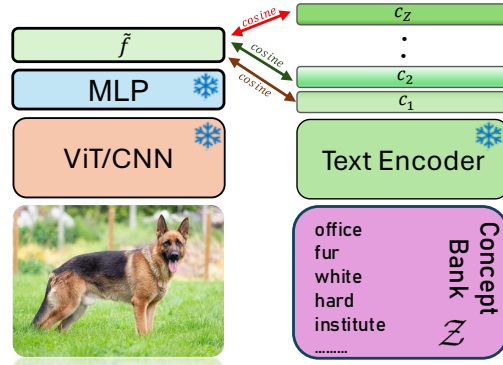 f̃
MLP
ViT/CNN
cosine
cosine
cosine
c_Z
⋮
c_2
c_1
Text Encoder
office
fur
white
hard
institute
.........
Concept
Bank 𝒵